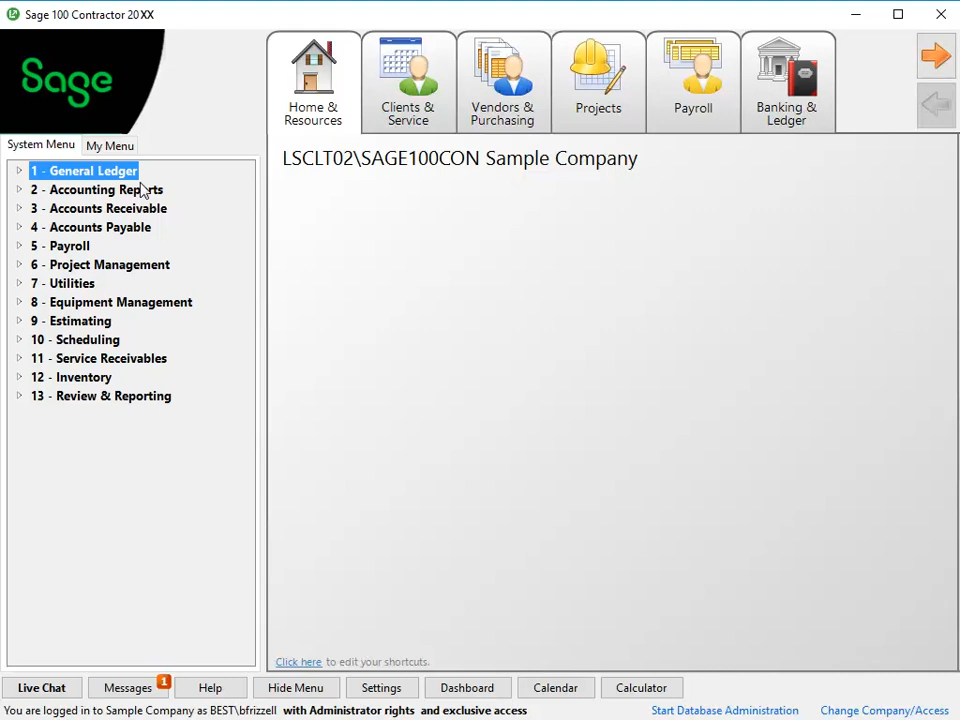 Sage 100 Contractor 20XX
Sage
Home & Resources
Clients & Service
Vendors & Purchasing
Projects
Payroll
Banking & Ledger
System Menu
My Menu
1 - General Ledger
2 - Accounting Reports
3 - Accounts Receivable
4 - Accounts Payable
5 - Payroll
6 - Project Management
7 - Utilities
8 - Equipment Management
9 - Estimating
10 - Scheduling
11 - Service Receivables
12 - Inventory
13 - Review & Reporting
LSCLT02\SAGE100CON Sample Company
Click here to edit your shortcuts.
Live Chat
Messages
1
Help
Hide Menu
Settings
Dashboard
Calendar
Calculator
You are logged in to Sample Company as BEST\bfrizzell with Administrator rights and exclusive access
Start Database Administration
Change Company/Access